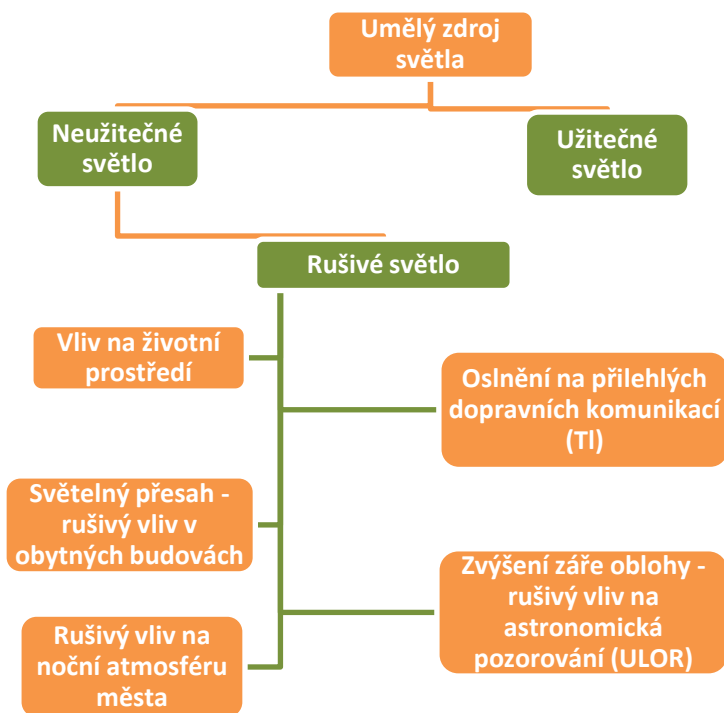 Umělý zdroj
světla
Neužitečné
světlo
Užitečné
světlo
Rušivé světlo
Vliv na životní
prostředí
Oslnění na přilehlých
dopravních komunikací
(TI)
Světelný přesah -
rušivý vliv v
obytných budovách
Zvýšení záře oblohy -
rušivý vliv na
astronomická
pozorování (ULOR)
Rušivý vliv na
noční atmosféru
města